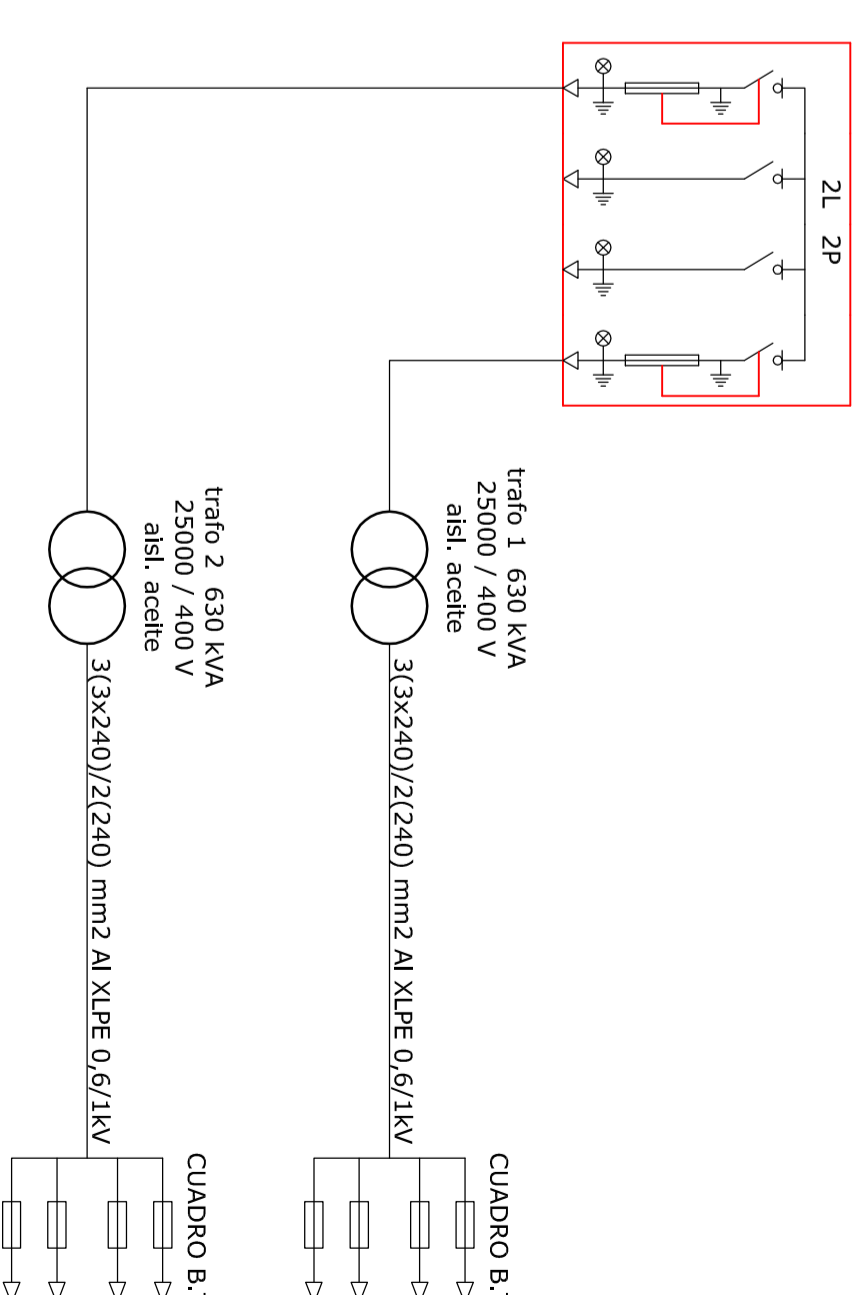 2L 2P
trafo 1 630 kVA
25000 / 400 V
aisl. aceite
3(3x240)/2(240) mm2 Al XLPE 0,6/1kV
CUADRO B.
trafo 2 630 kVA
25000 / 400 V
aisl. aceite
3(3x240)/2(240) mm2 Al XLPE 0,6/1kV
CUADRO B.